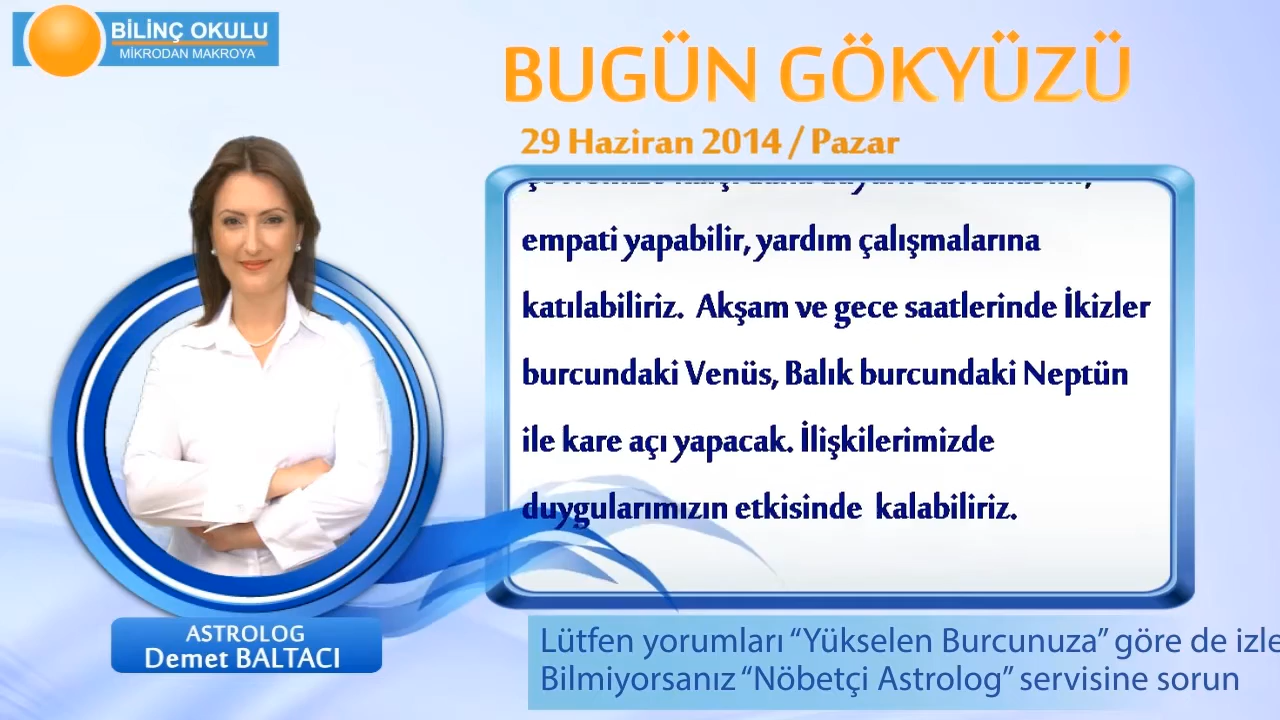 BİLİNÇ OKULU
MİKRODAN MAKROYA
BUGÜN GÖKYÜZÜ
29 Haziran 2014 / Pazar
empati yapabilir, yardım çalışmalarına
katılabiliriz. Akşam ve gece saatlerinde İkizler
burcundaki Venüs, Balık burcundaki Neptün
ile kare açı yapacak. İlişkilerimizde
duygularımızın etkisinde kalabiliriz.
ASTROLOG
Demet BALTACI
Lütfen yorumları “Yükselen Burcunuza” göre de izle
Bilmiyorsanız “Nöbetçi Astrolog” servisine sorun